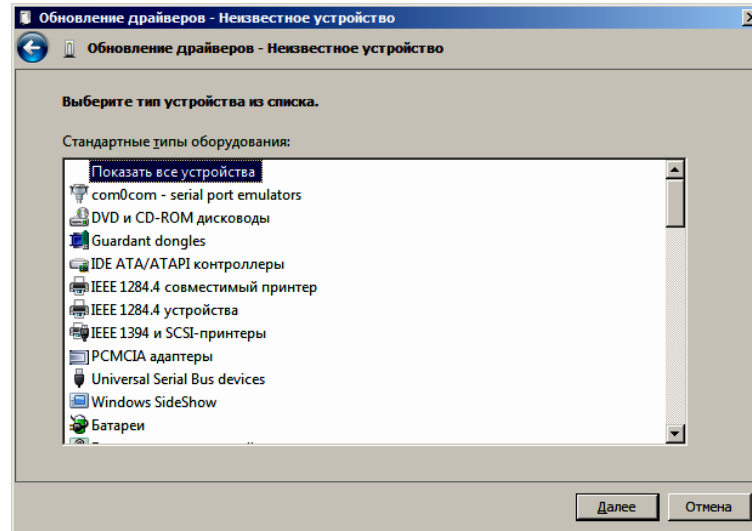 Обновление драйверов - Неизвестное устройство
Обновление драйверов - Неизвестное устройство
Выберите тип устройства из списка.
Стандартные типы оборудования:
Показать все устройства
com0com - serial port emulators
DVD и CD-ROM дисководы
Guardant dongles
IDE ATA/ATAPI контроллеры
IEEE 1284.4 совместимый принтер
IEEE 1284.4 устройства
IEEE 1394 и SCSI-принтеры
PCMCIA адаптеры
Universal Serial Bus devices
Windows SideShow
Батареи
Далее
Отмена